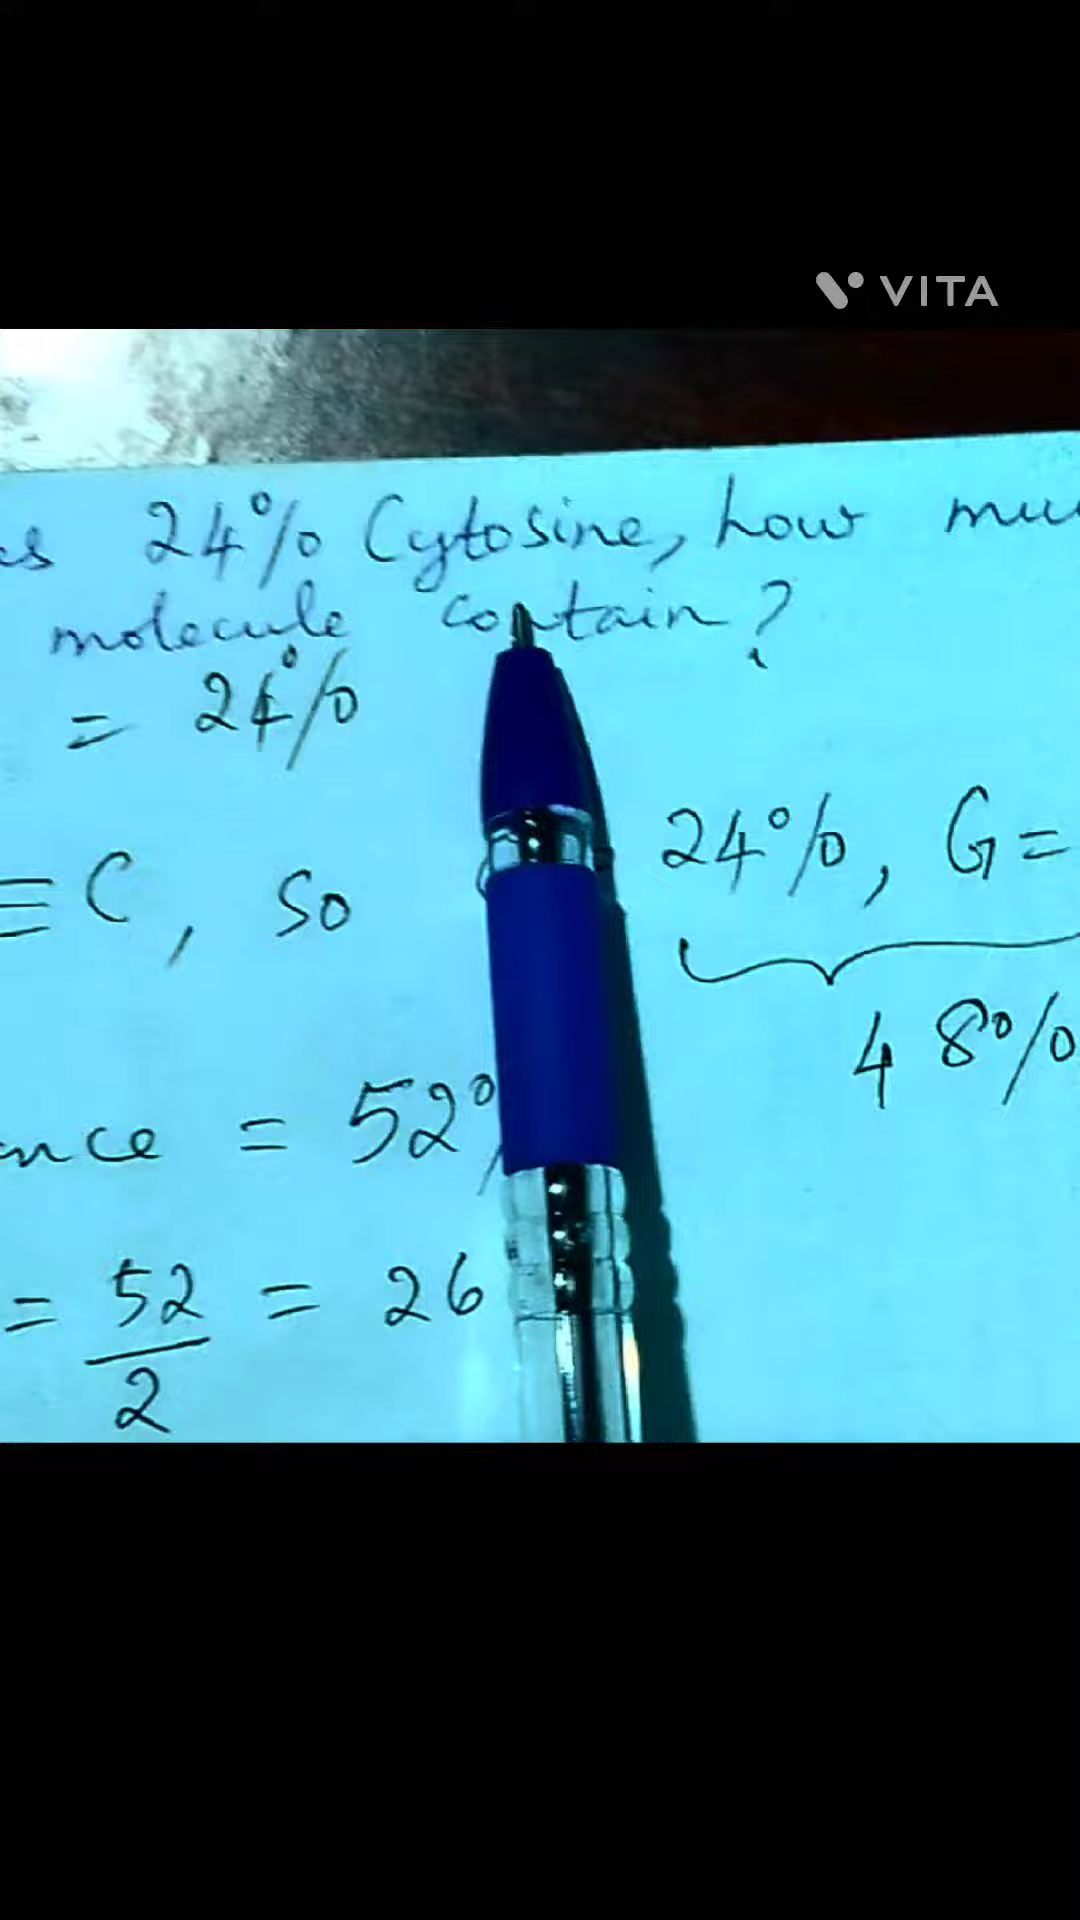 VITA
24% Cytosine, how
molecule contain?
= 24%
≡ C, so 24%, G =
48%
= 52%
= 52/2 = 26